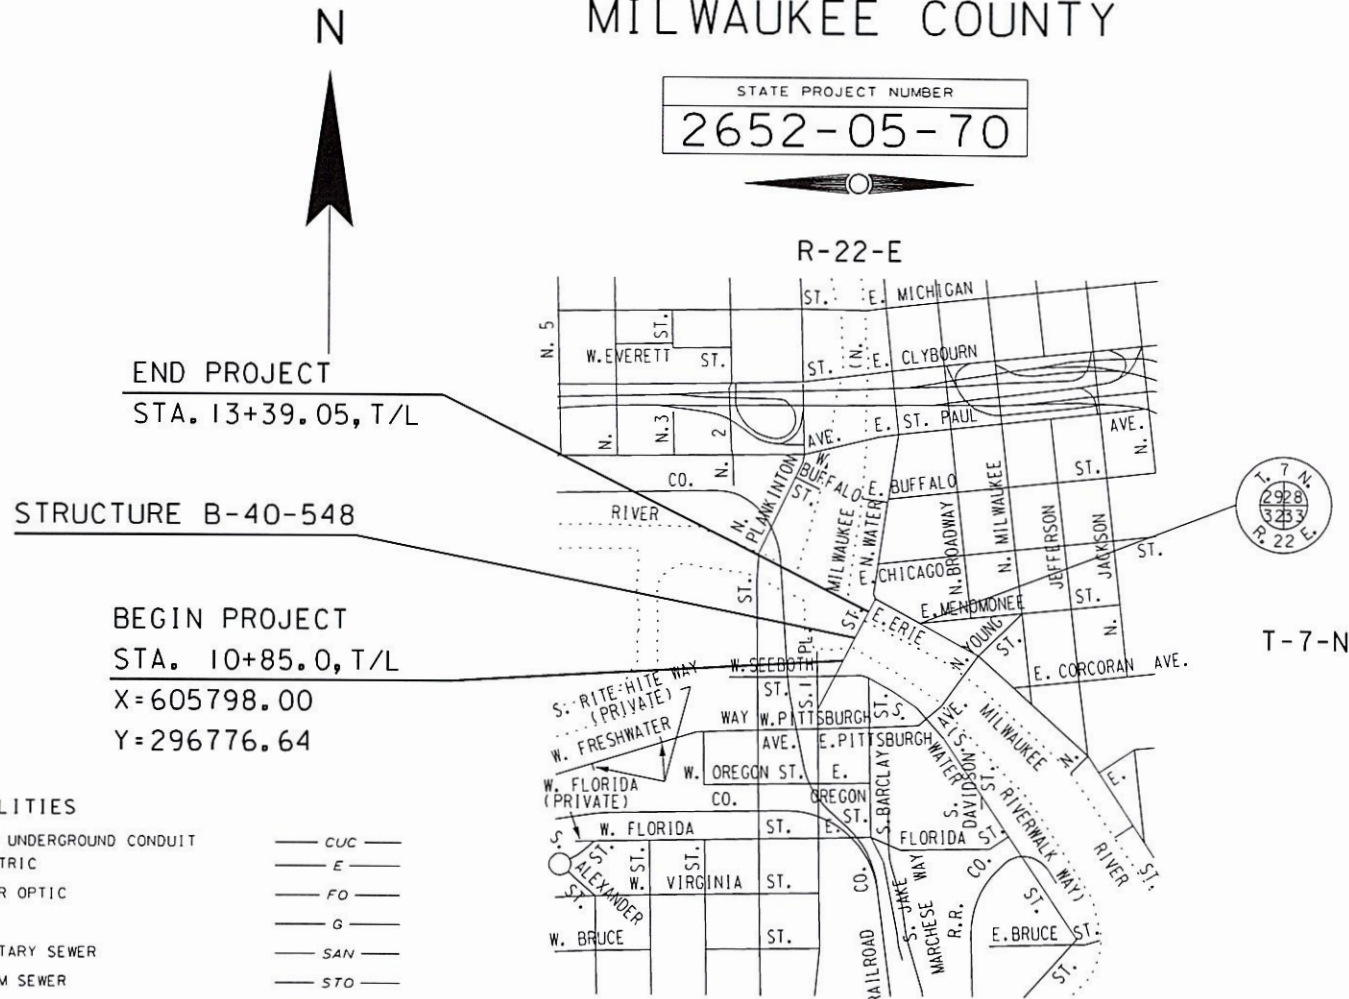 MILWAUKEE COUNTY
N
STATE PROJECT NUMBER
2652-05-70
R-22-E
END PROJECT
STA. 13+39.05, T/L
STRUCTURE B-40-548
BEGIN PROJECT
STA. 10+85.0, T/L
X=605798.00
Y=296776.64
T. 7 N.
29 28
32 33
R. 22 E.
T-7-N
ST. E. MICHIGAN
N. 5
ST.
W. EVERETT ST.
ST. (N. E. CLYBOURN
N. N. 3 N. 2
AVE. E. ST. PAUL AVE. N.
CO.
RIVER
N. PLANKINTON
ST.
W. BUFFALO ST.
E. BUFFALO ST.
MILWAUKEE
N. WATER
ST.
N. BROADWAY
N. MILWAUKEE
JEFFERSON
ST.
N. JACKSON
E. CHICAGO ST.
E. MENOMONEE
E. ERIE
N. YOUNG ST.
E. CORCORAN AVE.
W. SEEBOTH
ST.
S. 1 PL.
S. RITE-HITE WAY
(PRIVATE)
W. FRESHWATER WAY
W. PITTSBURGH
AVE. E. PITTSBURGH AVE.
S. WATER
(S.
MILWAUKEE
RIVER
N.
E.
ST.
W. OREGON ST. E.
OREGON
ST.
W. FLORIDA
(PRIVATE)
CO.
S. BARCLAY ST.
S. DAVIDSON ST.
RIVERWALK WAY)
W. FLORIDA ST. E.
FLORIDA ST.
S. ALEXANDER ST.
ST.
ST.
ST.
W. VIRGINIA ST.
CO.
S. JAKE MARCHESE WAY
R.R. CO.
RAILROAD
W. BRUCE ST.
E. BRUCE ST.
ST.
ST.
LITIES
UNDERGROUND CONDUIT CUC
TRIC E
R OPTIC FO
G
TARY SEWER SAN
M SEWER STO